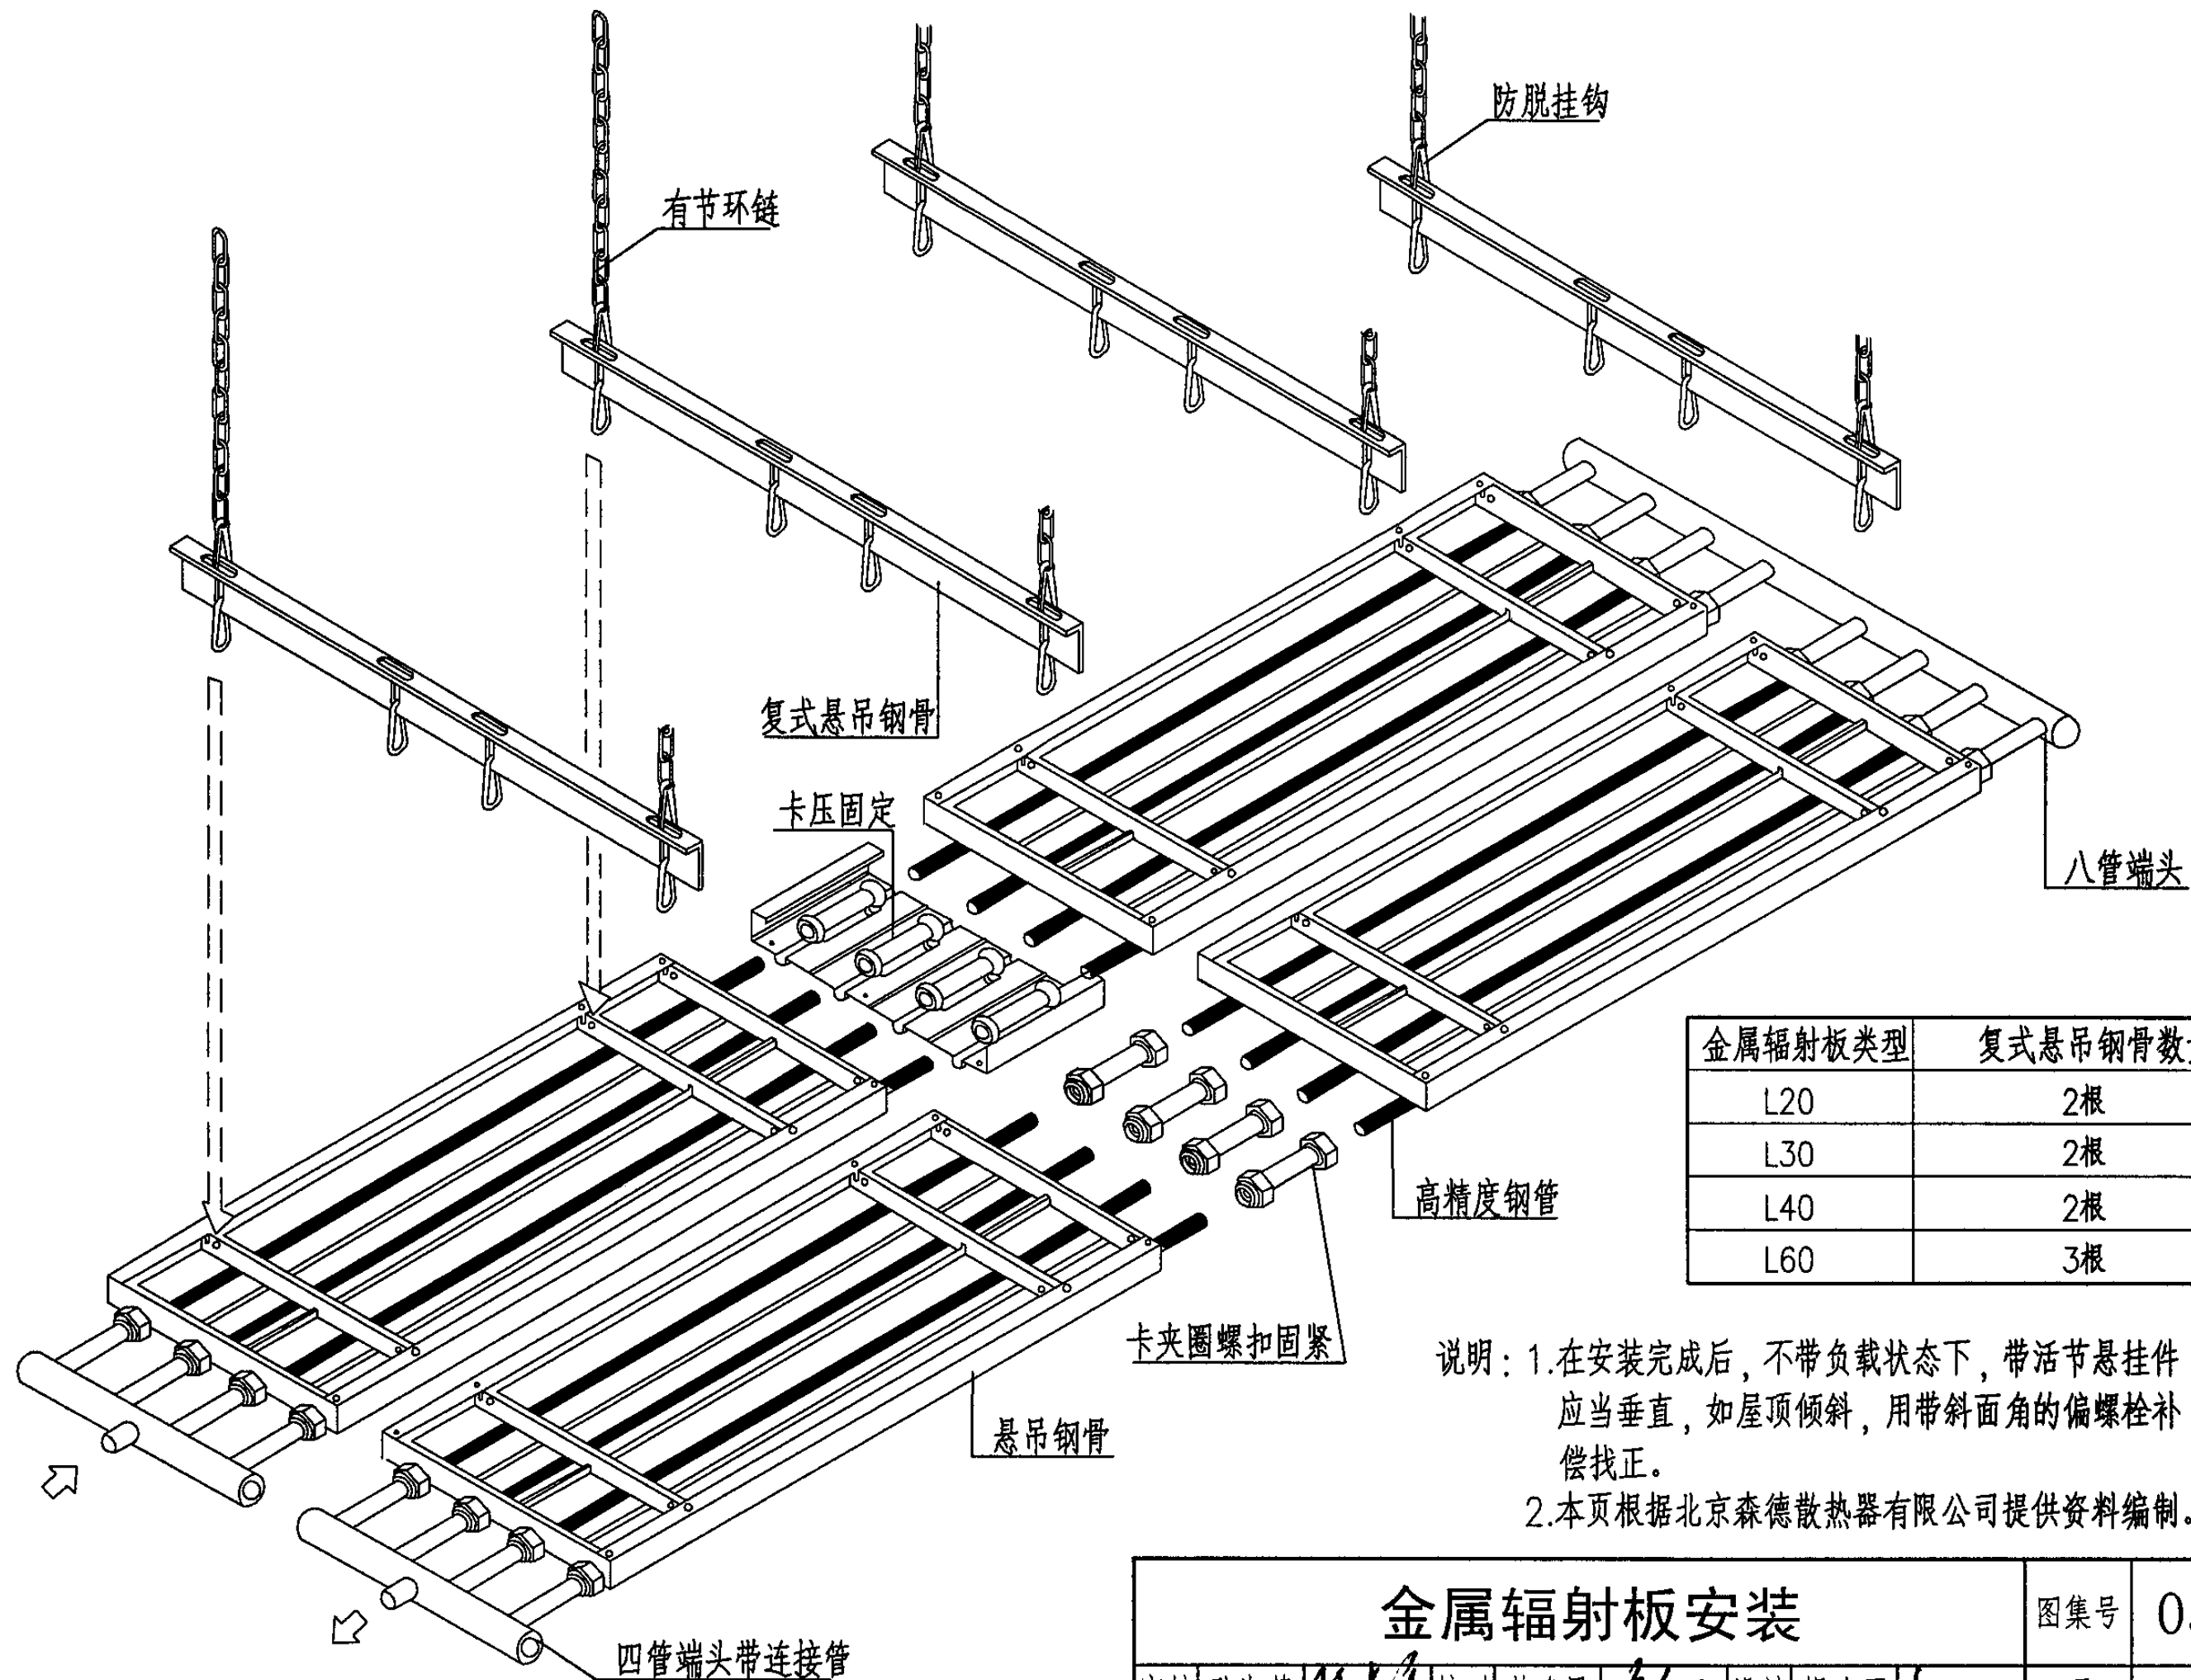 防脱挂钩
有节环链
复式悬吊钢骨
卡压固定
八管端头
金属辐射板类型 复式悬吊钢骨数
L20 2根
L30 2根
L40 2根
L60 3根
高精度钢管
卡夹圈螺扣固紧
悬吊钢骨
四管端头带连接管
说明：1.在安装完成后，不带负载状态下，带活节悬挂件
应当垂直，如屋顶倾斜，用带斜面角的偏螺栓补
偿找正。
2.本页根据北京森德散热器有限公司提供资料编制。
金属辐射板安装
图集号 0